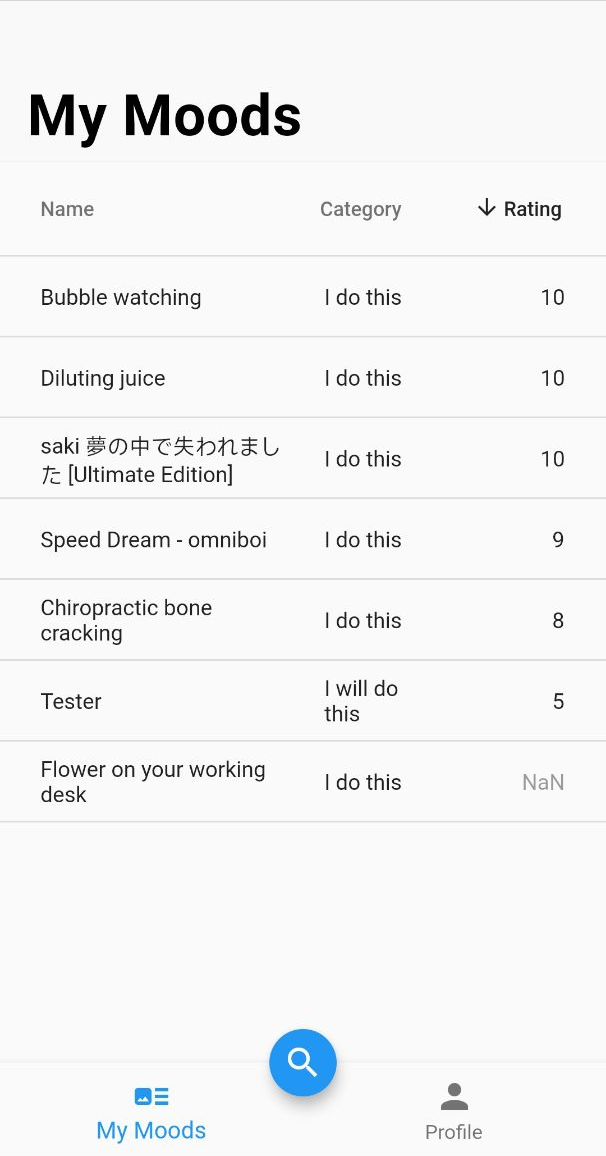 My Moods
Name Category Rating
Bubble watching I do this 10
Diluting juice I do this 10
saki 夢の中で失われまし
た [Ultimate Edition] I do this 10
Speed Dream - omniboi I do this 9
Chiropractic bone
cracking I do this 8
Tester I will do
this 5
Flower on your working
desk I do this NaN
My Moods Profile